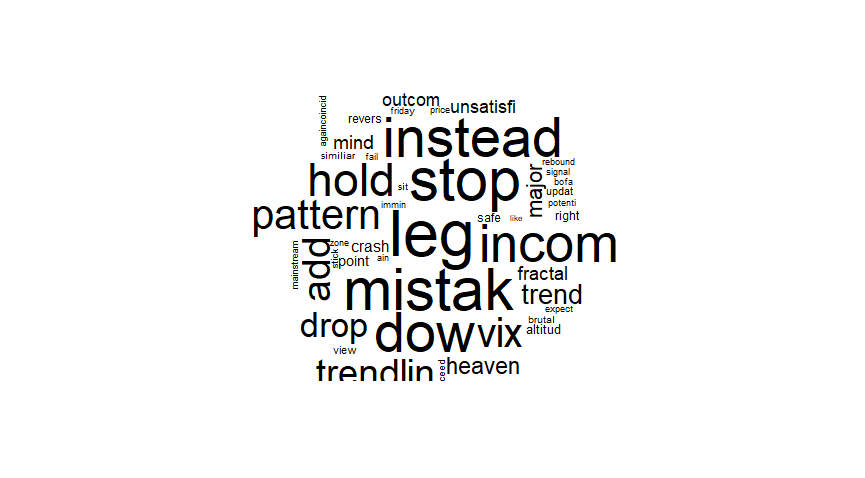 outcom
friday
price
unsatisfi
againcoincid
revers
instead
mind
similiar
fail
rebound
signal
bofa
updat
potenti
major
hold
sit
stop
pattern
immin
leg
safe
like
right
incom
mainstream
add
zone
stick
crash
point
ain
mistak
fractal
trend
expect
drop
dow
vix
brutal
altitud
view
trendlin
ceed
heaven